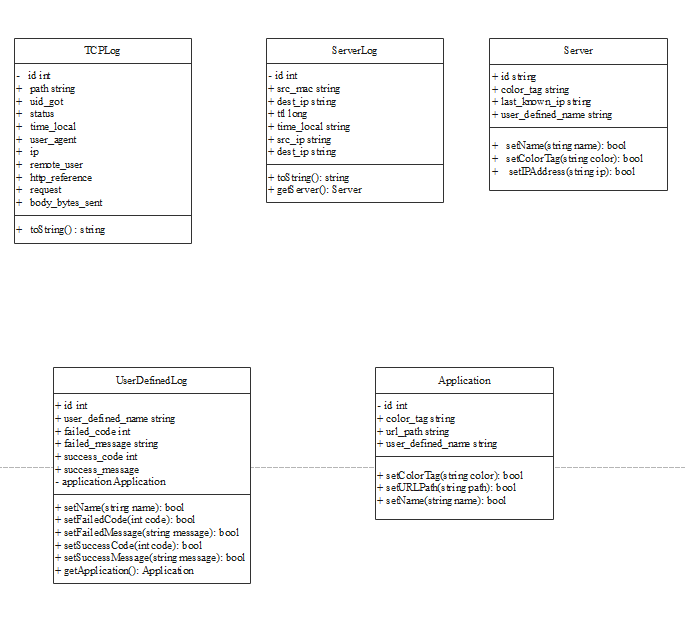 TCPLog
- id int
+ path string
+ uid_got
+ status
+ time_local
+ user_agent
+ ip
+ remote_user
+ http_reference
+ request
+ body_bytes_sent
+ toString() : string
ServerLog
- id int
+ src_mac string
+ dest_ip string
+ ttl long
+ time_local string
+ src_ip string
+ dest_ip string
+ toString(): string
+ getServer(): Server
Server
+ id string
+ color_tag string
+ last_known_ip string
+ user_defined_name string
+ setName(string name): bool
+ setColorTag(string color): bool
+ setIPAddress(string ip): bool
UserDefinedLog
+ id int
+ user_defined_name string
+ failed_code int
+ failed_message string
+ success_code int
+ success_message
- application Application
+ setName(string name): bool
+ setFailedCode(int code): bool
+ setFailedMessage(string message): bool
+ setSuccessCode(int code): bool
+ setSuccessMessage(string message): bool
+ getApplication(): Application
Application
- id int
+ color_tag string
+ url_path string
+ user_defined_name string
+ setColorTag(string color): bool
+ setURLPath(string path): bool
+ setName(string name): bool